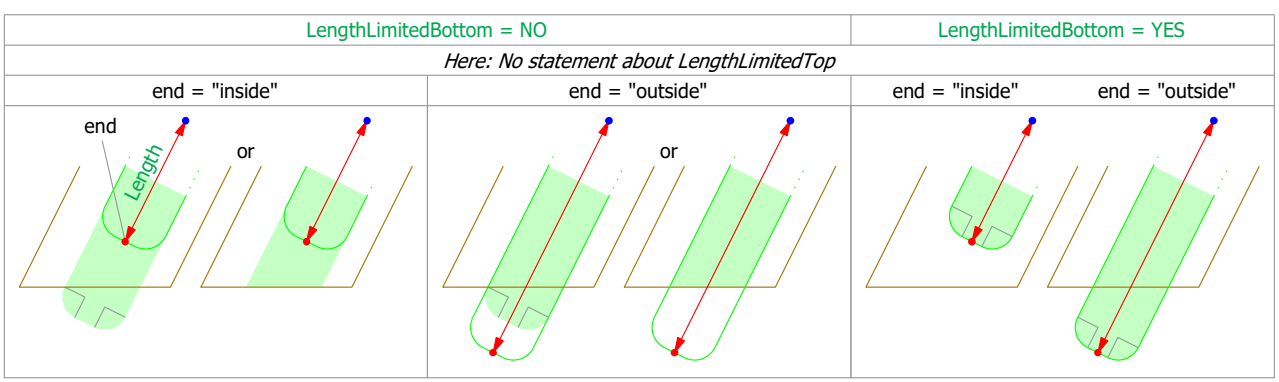 LengthLimitedBottom = NO
LengthLimitedBottom = YES
Here: No statement about LengthLimitedTop
end = "inside"
end = "outside"
end = "inside"
end = "outside"
end
Length
or
or